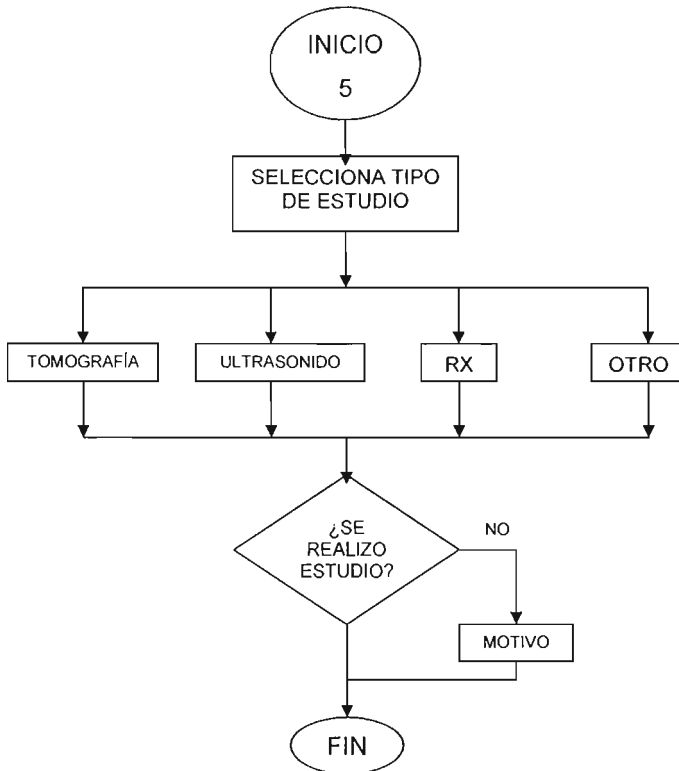 INICIO
5
SELECCIONA TIPO
DE ESTUDIO
TOMOGRAFÍA
ULTRASONIDO
RX
OTRO
¿SE
REALIZO
ESTUDIO?
NO
MOTIVO
FIN